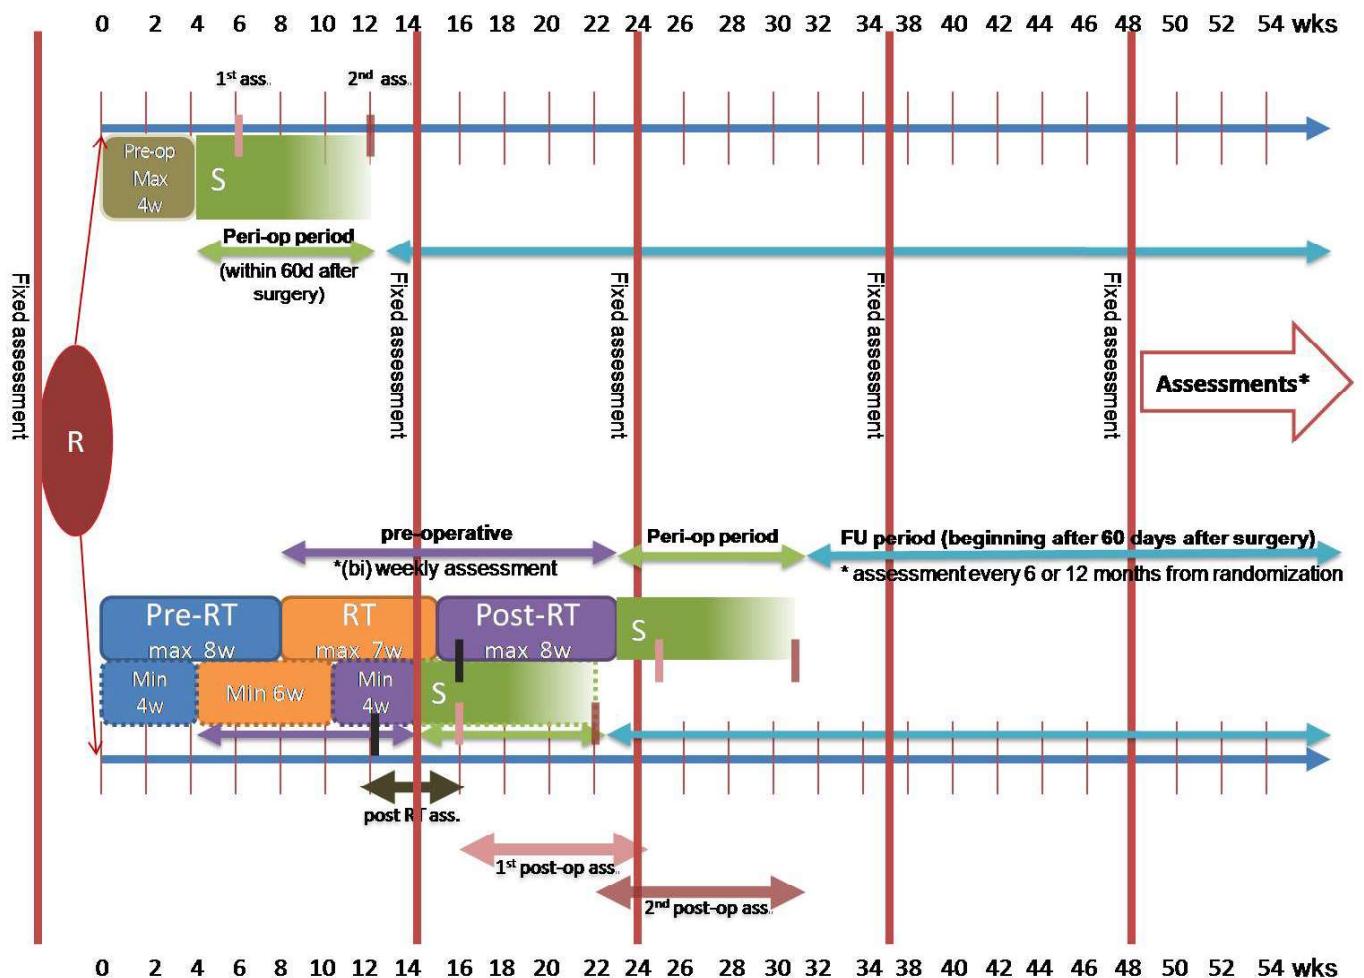 0 2 4 6 8 10 12 14 16 18 20 22 24 26 28 30 32 34 36 38 40 42 44 46 48 50 52 54 wks
1st ass..
2nd ass..
Pre-op
Max
4w
S
Peri-op period
(within 60d after
surgery)
Fixed assessment
Fixed assessment
Fixed assessment
Fixed assessment
Fixed assessment
Assessments*
R
pre-operative
*(bi) weekly assessment
Peri-op period
FU period (beginning after 60 days after surgery)
* assessment every 6 or 12 months from randomization
Pre-RT
max 8w
RT
max 7w
Post-RT
max 8w
S
Min
4w
Min 6w
Min
4w
S
post RT ass.
1st post-op ass..
2nd post-op ass..
0 2 4 6 8 10 12 14 16 18 20 22 24 26 28 30 32 34 36 38 40 42 44 46 48 50 52 54 wks